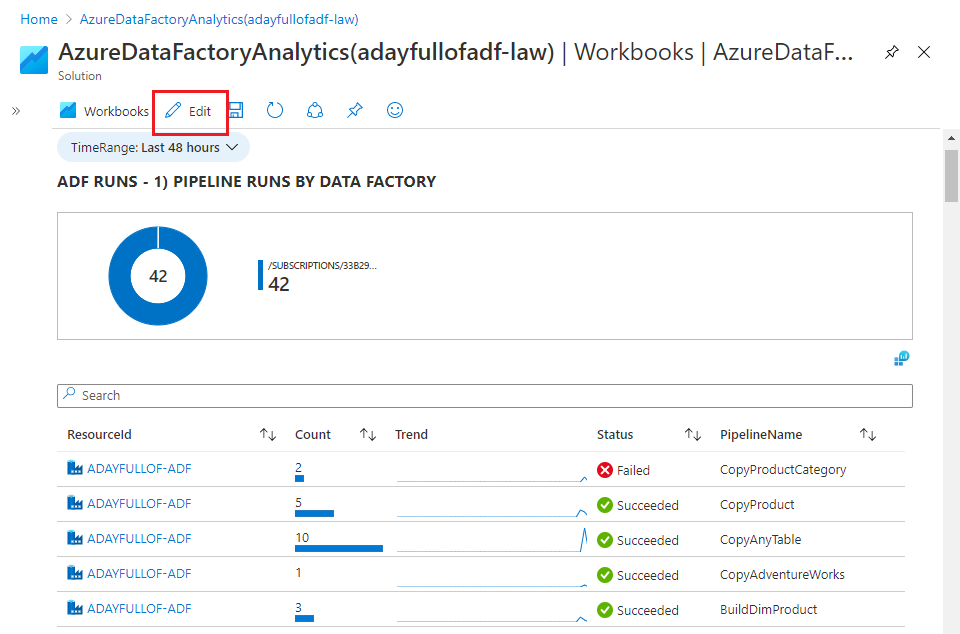 Home > AzureDataFactoryAnalytics(adayfullofadf-law)
AzureDataFactoryAnalytics(adayfullofadf-law) | Workbooks | AzureDataF...
Solution
» Workbooks Edit
TimeRange: Last 48 hours
ADF RUNS - 1) PIPELINE RUNS BY DATA FACTORY
42
/SUBSCRIPTIONS/33B29...
42
Search
ResourceId Count Trend Status PipelineName
ADAYFULLOF-ADF 2 Failed CopyProductCategory
ADAYFULLOF-ADF 5 Succeeded CopyProduct
ADAYFULLOF-ADF 10 Succeeded CopyAnyTable
ADAYFULLOF-ADF 1 Succeeded CopyAdventureWorks
ADAYFULLOF-ADF 3 Succeeded BuildDimProduct